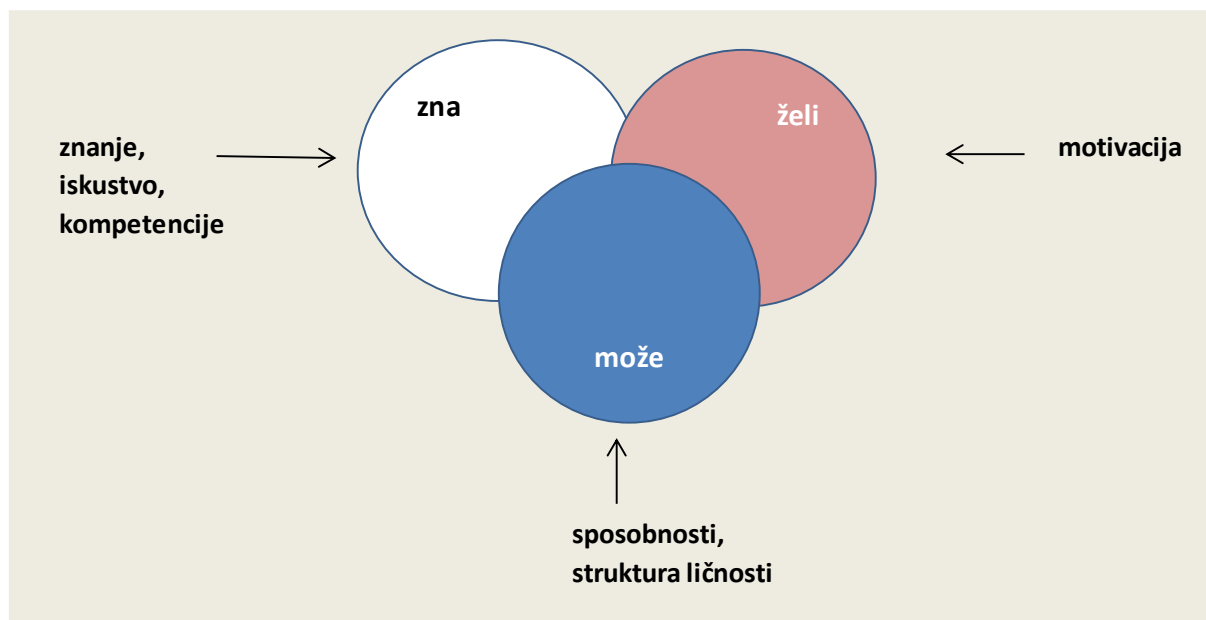 zna
želi
znanje,
iskustvo,
kompetencije
motivacija
može
sposobnosti,
struktura ličnosti